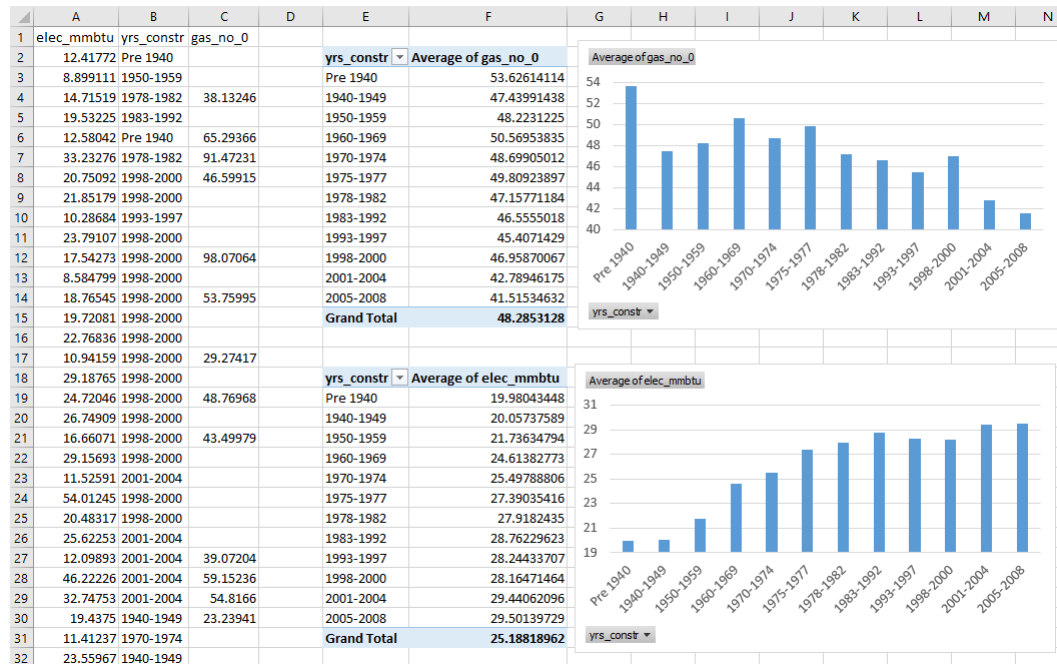 A B C D E F G H I J K L M N
1 elec_mmbtu yrs_constr gas_no_0
2 12.41772 Pre 1940 yrs_constr Average of gas_no_0
3 8.899111 1950-1959 Pre 1940 53.62614114
4 14.71519 1978-1982 38.13246 1940-1949 47.43991438
5 19.53225 1983-1992 1950-1959 48.2231225
6 12.58042 Pre 1940 65.29366 1960-1969 50.56953835
7 33.23276 1978-1982 91.47231 1970-1974 48.69905012
8 20.75092 1998-2000 46.59915 1975-1977 49.80923897
9 21.85179 1998-2000 1978-1982 47.15771184
10 10.28684 1993-1997 1983-1992 46.5555018
11 23.79107 1998-2000 1993-1997 45.4071429
12 17.54273 1998-2000 98.07064 1998-2000 46.95870067
13 8.584799 1998-2000 2001-2004 42.78946175
14 18.76545 1998-2000 53.75995 2005-2008 41.51534632
15 19.72081 1998-2000 Grand Total 48.2853128
16 22.76836 1998-2000
17 10.94159 1998-2000 29.27417
18 29.18765 1998-2000 yrs_constr Average of elec_mmbtu
19 24.72046 1998-2000 48.76968 Pre 1940 19.98043448
20 26.74909 1998-2000 1940-1949 20.05737589
21 16.66071 1998-2000 43.49979 1950-1959 21.73634794
22 29.15693 1998-2000 1960-1969 24.61382773
23 11.52591 2001-2004 1970-1974 25.49788806
24 54.01245 1998-2000 1975-1977 27.39035416
25 20.48317 1998-2000 1978-1982 27.9182435
26 25.62253 2001-2004 1983-1992 28.76229623
27 12.09893 2001-2004 39.07204 1993-1997 28.24433707
28 46.22226 2001-2004 59.15236 1998-2000 28.16471464
29 32.74753 2001-2004 54.8166 2001-2004 29.44062096
30 19.4375 1940-1949 23.23941 2005-2008 29.50139729
31 11.41237 1970-1974 Grand Total 25.18818962
32 23.55967 1940-1949
Average of gas_no_0
54
52
50
48
46
44
42
40
Pre 1940 1940-1949 1950-1959 1960-1969 1970-1974 1975-1977 1978-1982 1983-1992 1993-1997 1998-2000 2001-2004 2005-2008
yrs_constr
Average of elec_mmbtu
31
29
27
25
23
21
19
Pre 1940 1940-1949 1950-1959 1960-1969 1970-1974 1975-1977 1978-1982 1983-1992 1993-1997 1998-2000 2001-2004 2005-2008
yrs_constr